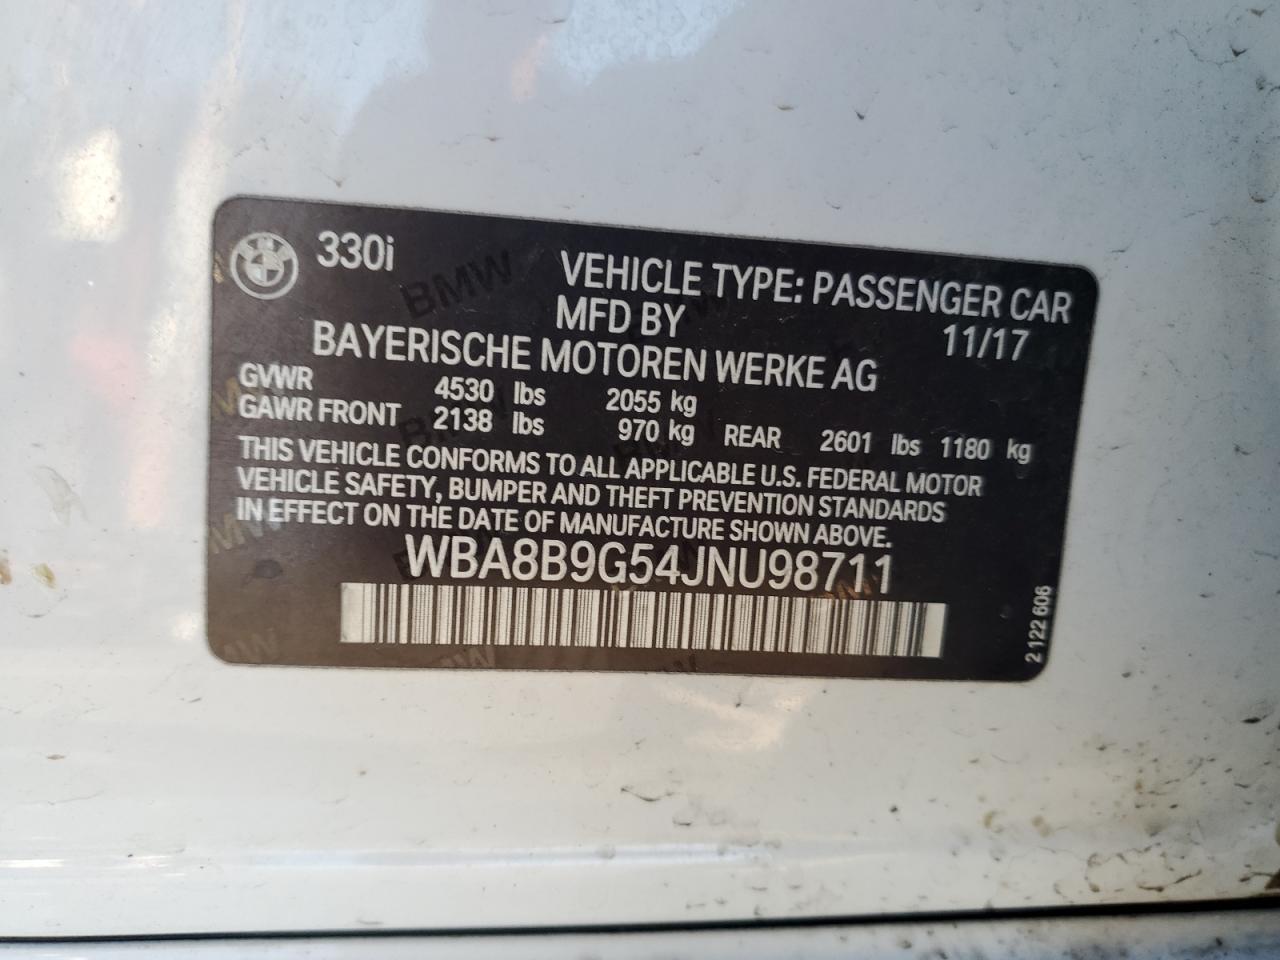 330i
VEHICLE TYPE: PASSENGER CAR
MFD BY 11/17
BAYERISCHE MOTOREN WERKE AG
GVWR 4530 lbs 2055 kg
GAWR FRONT 2138 lbs 970 kg REAR 2601 lbs 1180 kg
THIS VEHICLE CONFORMS TO ALL APPLICABLE U.S. FEDERAL MOTOR
VEHICLE SAFETY, BUMPER AND THEFT PREVENTION STANDARDS
IN EFFECT ON THE DATE OF MANUFACTURE SHOWN ABOVE.
WBA8B9G54JNU98711
2 122 606